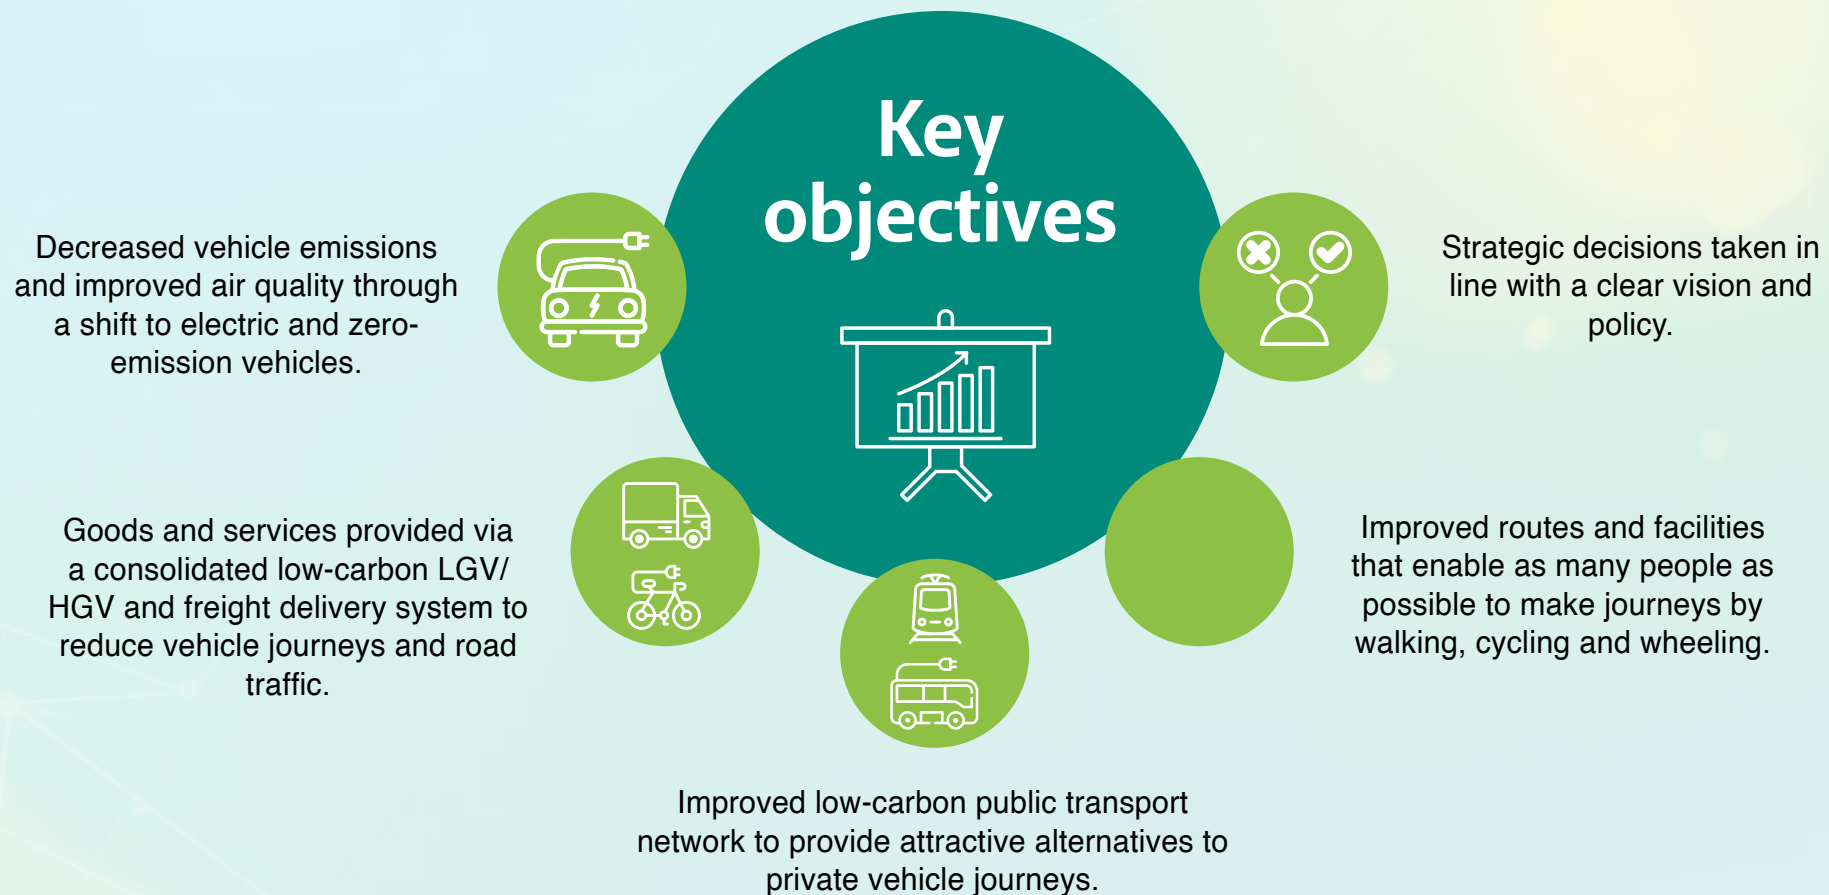 Key
objectives
Decreased vehicle emissions
and improved air quality through
a shift to electric and zero-
emission vehicles.
Strategic decisions taken in
line with a clear vision and
policy.
Goods and services provided via
a consolidated low-carbon LGV/
HGV and freight delivery system to
reduce vehicle journeys and road
traffic.
Improved routes and facilities
that enable as many people as
possible to make journeys by
walking, cycling and wheeling.
Improved low-carbon public transport
network to provide attractive alternatives to
private vehicle journeys.